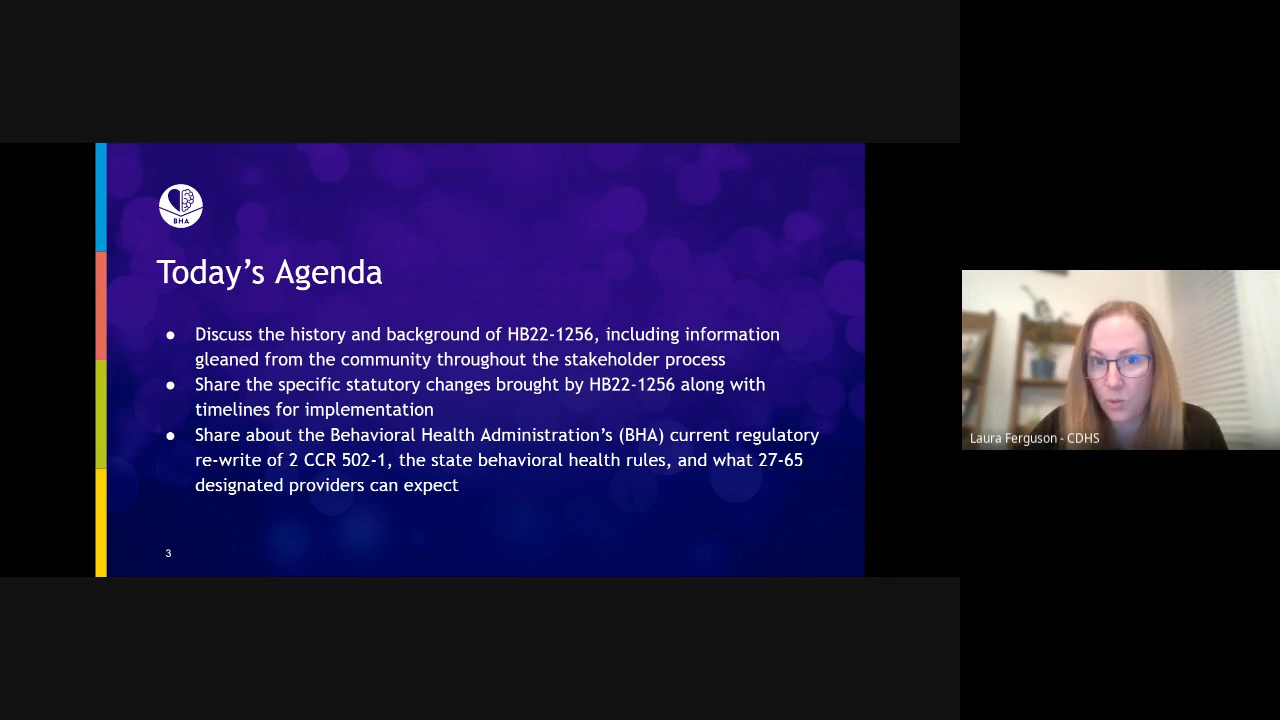 BHA
Today's Agenda
● Discuss the history and background of HB22-1256, including information
gleaned from the community throughout the stakeholder process
● Share the specific statutory changes brought by HB22-1256 along with
timelines for implementation
● Share about the Behavioral Health Administration's (BHA) current regulatory
re-write of 2 CCR 502-1, the state behavioral health rules, and what 27-65
designated providers can expect
3
Laura Ferguson - CDHS